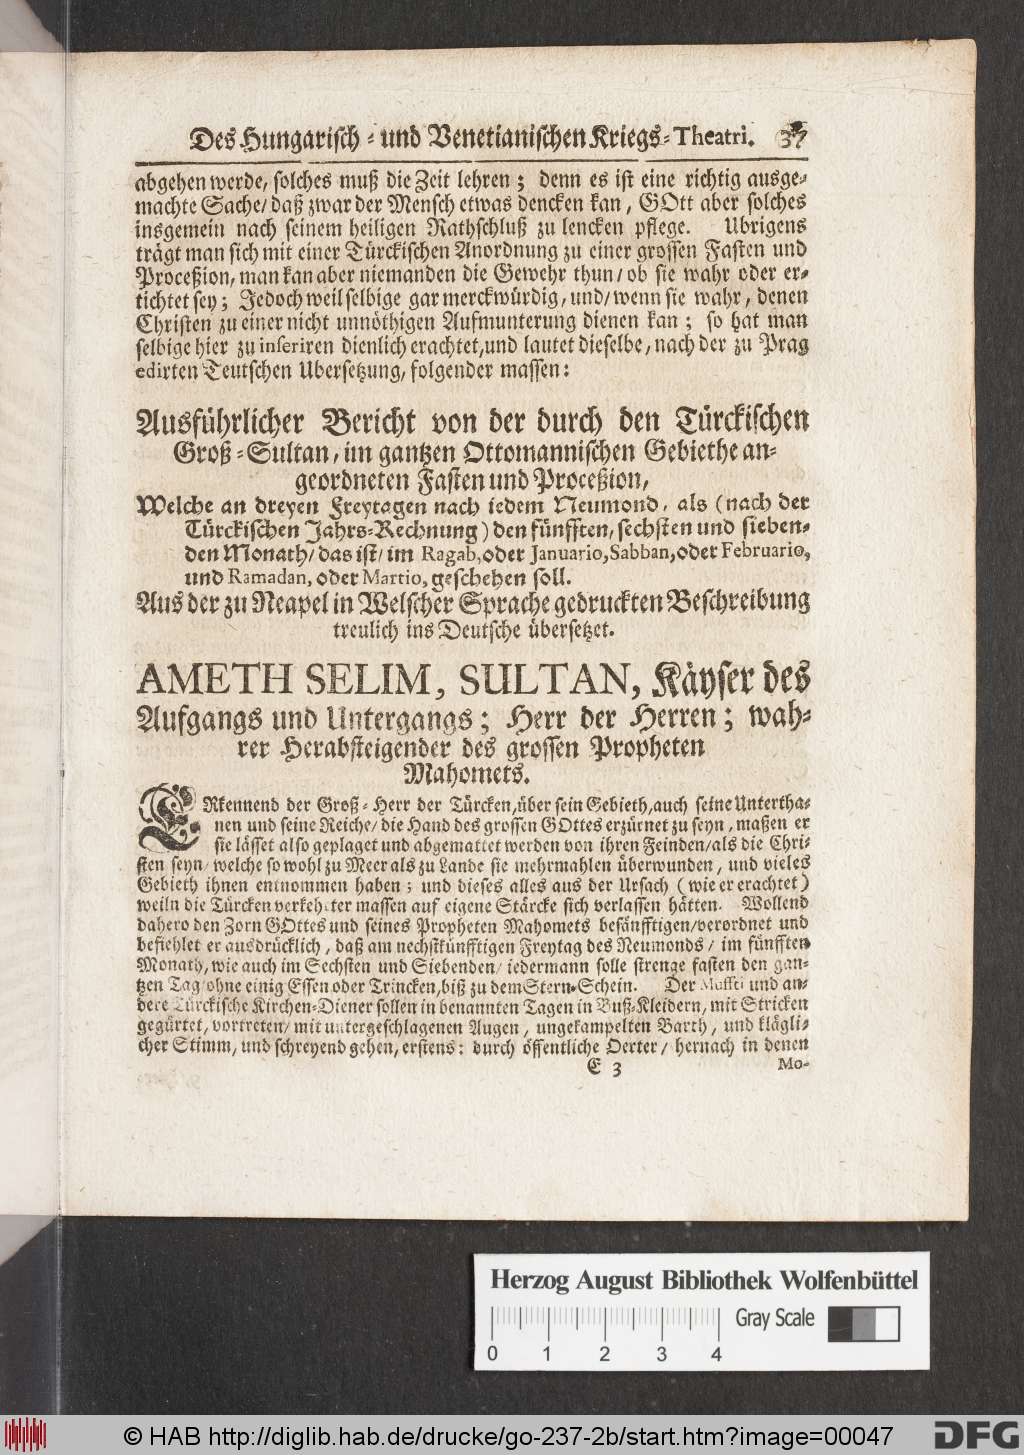 Des Hungarisch - und Venetianischen Kriegs-Theatri. 37
abgehen werde, solches muß die Zeit lehren; denn es ist eine richtig ausge-
machte Sache/ daß zwar der Mensch etwas dencken kan, GOtt aber solches
insgemein nach seinem heiligen Rathschluß zu lencken pflege. Ubrigens
trägt man sich mit einer Türckischen Anordnung zu einer grossen Fasten und
Proceßion, man kan aber niemanden die Gewehr thun/ ob sie wahr oder er-
tichtet sey; Jedoch weil selbige gar merckwürdig, und/ wenn sie wahr, denen
Christen zu einer nicht unnöthigen Aufmunterung dienen kan; so hat man
selbige hier zu inseriren dienlich erachtet, und lautet dieselbe, nach der zu Prag
edirten Teutschen Ubersetzung, folgender massen:
Ausführlicher Bericht von der durch den Türckischen
Groß-Sultan, im gantzen Ottomannischen Gebiethe an-
geordneten Fasten und Proceßion,
Welche an dreyen Freytagen nach jedem Neumond, als (nach der
Türckischen Jahrs-Rechnung) den fünfften, sechsten und sieben-
den Monath/ das ist/ im Ragab, oder Januario, Sabban, oder Februario,
und Ramadan, oder Martio, geschehen soll.
Aus der zu Neapel in Welscher Sprache gedruckten Beschreibung
treulich ins Deutsche übersetzet.
AMETH SELIM, SULTAN, Käyser des
Aufgangs und Untergangs; Herr der Herren; wah-
rer Herabsteigender des grossen Propheten
Mahomets.
ERkennend der Groß-Herr der Türcken, über sein Gebieth, auch seine Untertha-
nen und seine Reiche/ die Hand des grossen GOttes erzürnet zu seyn, maßen er
sie lässet also geplaget und abgemattet werden von ihren Feinden/ als die Chri-
sten seyn/ welche so wohl zu Meer als zu Lande sie mehrmahlen überwunden, und vieles
Gebieth ihnen entnommen haben; und dieses alles aus der Ursach (wie er erachtet)
weiln die Türcken verkehrter massen auf eigene Stärcke sich verlassen hätten. Wollend
dahero den Zorn GOttes und seines Propheten Mahomets besänfftigen/ verordnet und
befiehlet er ausdrücklich, daß am nechstkünfftigen Freytag des Neumonds/ im fünfften
Monath, wie auch im Sechsten und Siebenden/ jedermann solle strenge fasten den gan-
tzen Tag/ ohne einig Essen oder Trincken, biß zu dem Stern-Schein. Der Muffti und an-
dere Türckische Kirchen-Diener sollen in benannten Tagen in Buß-Kleidern, mit Stricken
gegürtet, vortreten/ mit untergeschlagenen Augen, ungekampelten Barth, und klägli-
cher Stimm, und schreyend gehen, erstens: durch öffentliche Oerter/ hernach in denen
E 3 Mo-
Herzog August Bibliothek Wolfenbüttel
Gray Scale
0 1 2 3 4
© HAB http://diglib.hab.de/drucke/go-237-2b/start.htm?image=00047
DFG